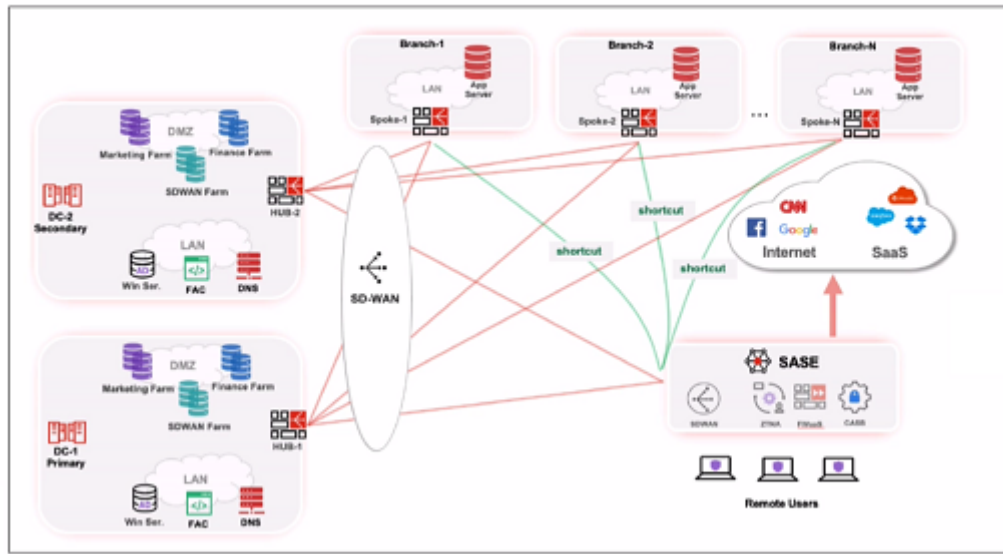 Branch-1
LAN
App
Server
Spoke-1
Branch-2
LAN
App
Server
Spoke-2
...
Branch-N
LAN
App
Server
Spoke-N
DMZ
Marketing Farm
Finance Farm
SDWAN Farm
HUB-2
DC-2
Secondary
LAN
AD
Win Ser.
FAC
DNS
SD-WAN
shortcut
shortcut
shortcut
CNN
Google
Internet
SaaS
DMZ
Marketing Farm
Finance Farm
SDWAN Farm
HUB-1
DC-1
Primary
LAN
AD
Win Ser.
FAC
DNS
SASE
SDWAN
ZTNA
FWaaS
CASB
Remote Users